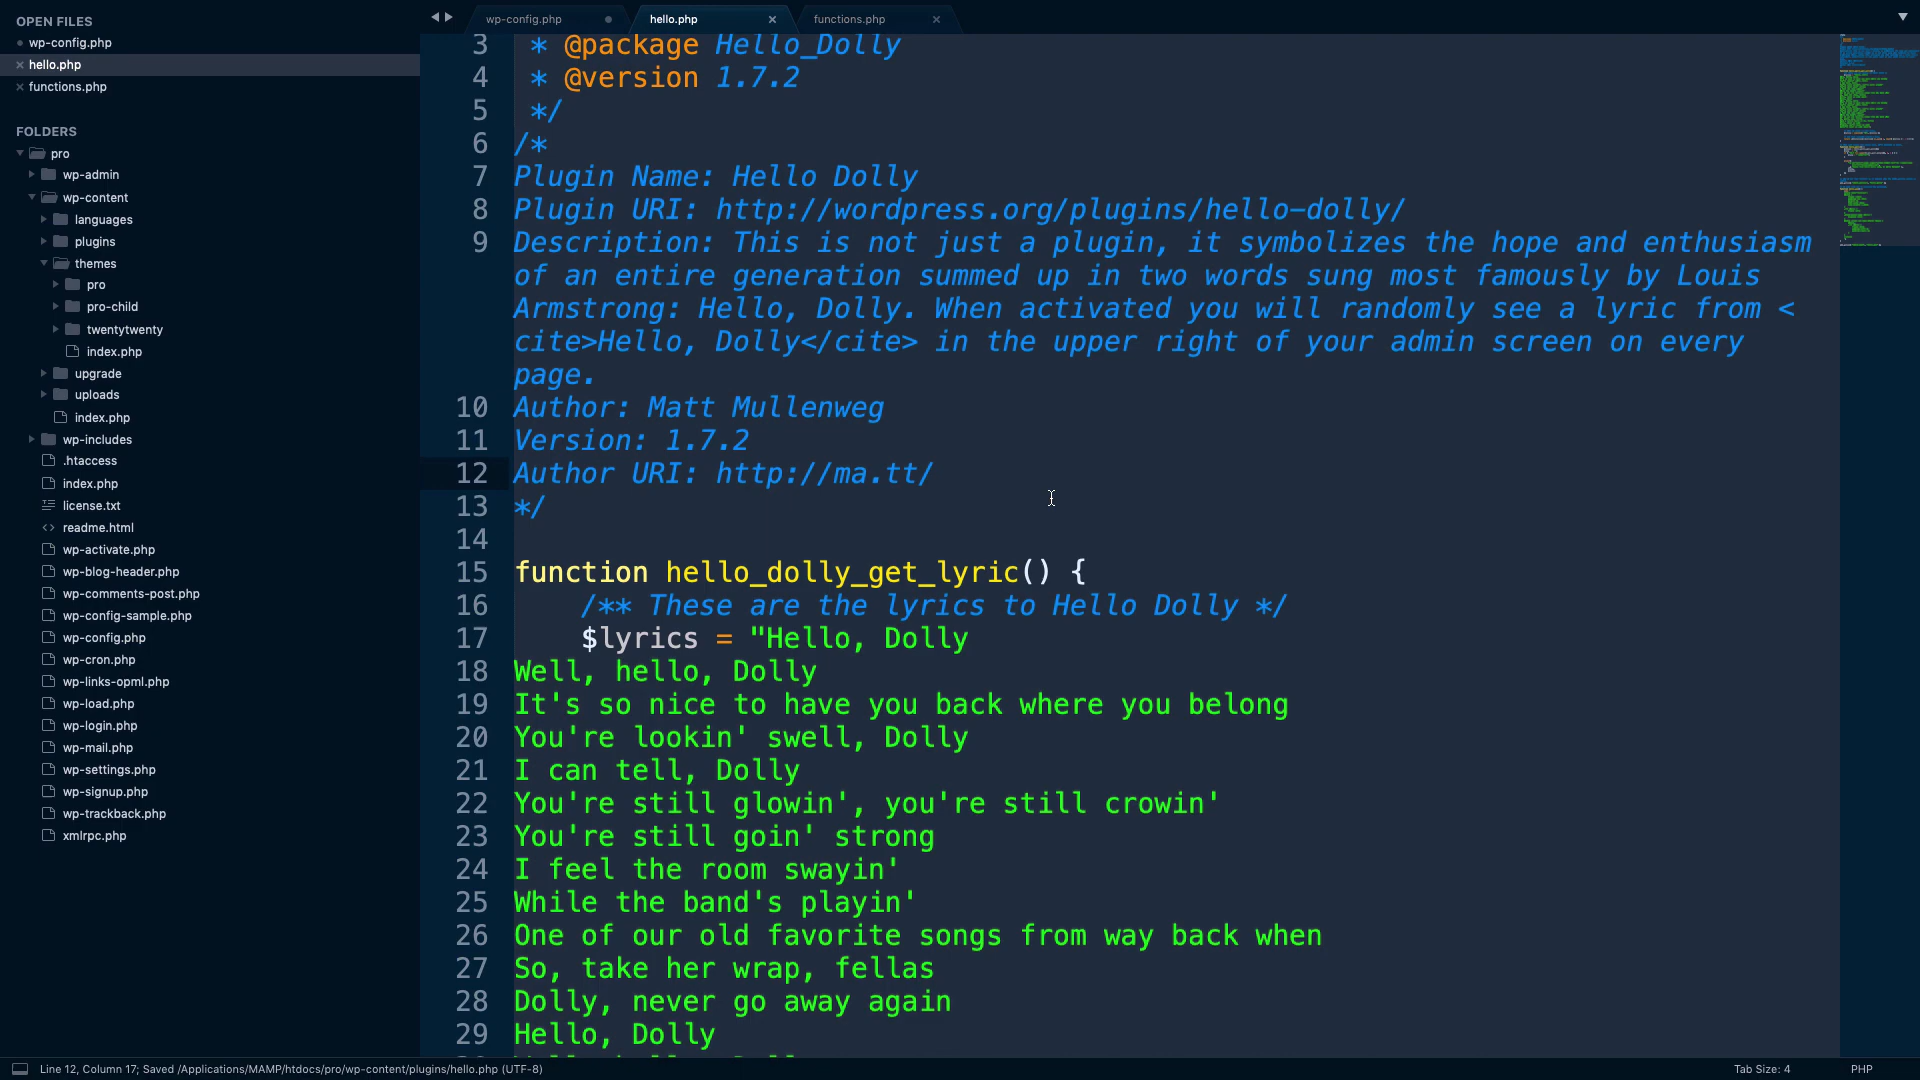 OPEN FILES
wp-config.php
hello.php
functions.php
FOLDERS
pro
wp-admin
wp-content
languages
plugins
themes
pro
pro-child
twentytwenty
index.php
upgrade
uploads
index.php
wp-includes
.htaccess
index.php
license.txt
readme.html
wp-activate.php
wp-blog-header.php
wp-comments-post.php
wp-config-sample.php
wp-config.php
wp-cron.php
wp-links-opml.php
wp-load.php
wp-login.php
wp-mail.php
wp-settings.php
wp-signup.php
wp-trackback.php
xmlrpc.php
wp-config.php hello.php functions.php
3 * @package Hello_Dolly
4 * @version 1.7.2
5 */
6 /*
7 Plugin Name: Hello Dolly
8 Plugin URI: http://wordpress.org/plugins/hello-dolly/
9 Description: This is not just a plugin, it symbolizes the hope and enthusiasm
of an entire generation summed up in two words sung most famously by Louis
Armstrong: Hello, Dolly. When activated you will randomly see a lyric from <
cite>Hello, Dolly</cite> in the upper right of your admin screen on every
page.
10 Author: Matt Mullenweg
11 Version: 1.7.2
12 Author URI: http://ma.tt/
13 */
14
15 function hello_dolly_get_lyric() {
16 /** These are the lyrics to Hello Dolly */
17 $lyrics = "Hello, Dolly
18 Well, hello, Dolly
19 It's so nice to have you back where you belong
20 You're lookin' swell, Dolly
21 I can tell, Dolly
22 You're still glowin', you're still crowin'
23 You're still goin' strong
24 I feel the room swayin'
25 While the band's playin'
26 One of our old favorite songs from way back when
27 So, take her wrap, fellas
28 Dolly, never go away again
29 Hello, Dolly
Line 12, Column 17; Saved /Applications/MAMP/htdocs/pro/wp-content/plugins/hello.php (UTF-8)
Tab Size: 4 PHP